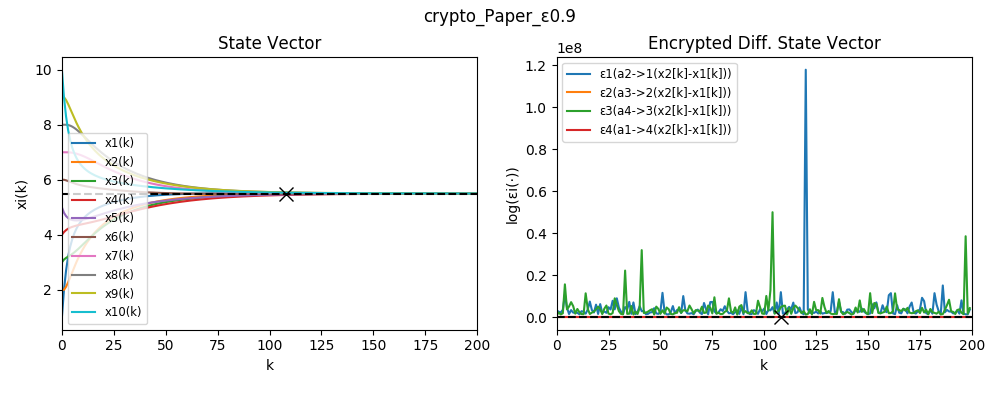 crypto_Paper_ε0.9
State Vector
xi(k)
10
8
6
4
2
x1(k)
x2(k)
x3(k)
x4(k)
x5(k)
x6(k)
x7(k)
x8(k)
x9(k)
x10(k)
0 25 50 75 100 125 150 175 200
k
Encrypted Diff. State Vector
1e8
log(εi(·))
1.2
1.0
0.8
0.6
0.4
0.2
0.0
ε1(a2->1(x2[k]-x1[k]))
ε2(a3->2(x2[k]-x1[k]))
ε3(a4->3(x2[k]-x1[k]))
ε4(a1->4(x2[k]-x1[k]))
0 25 50 75 100 125 150 175 200
k